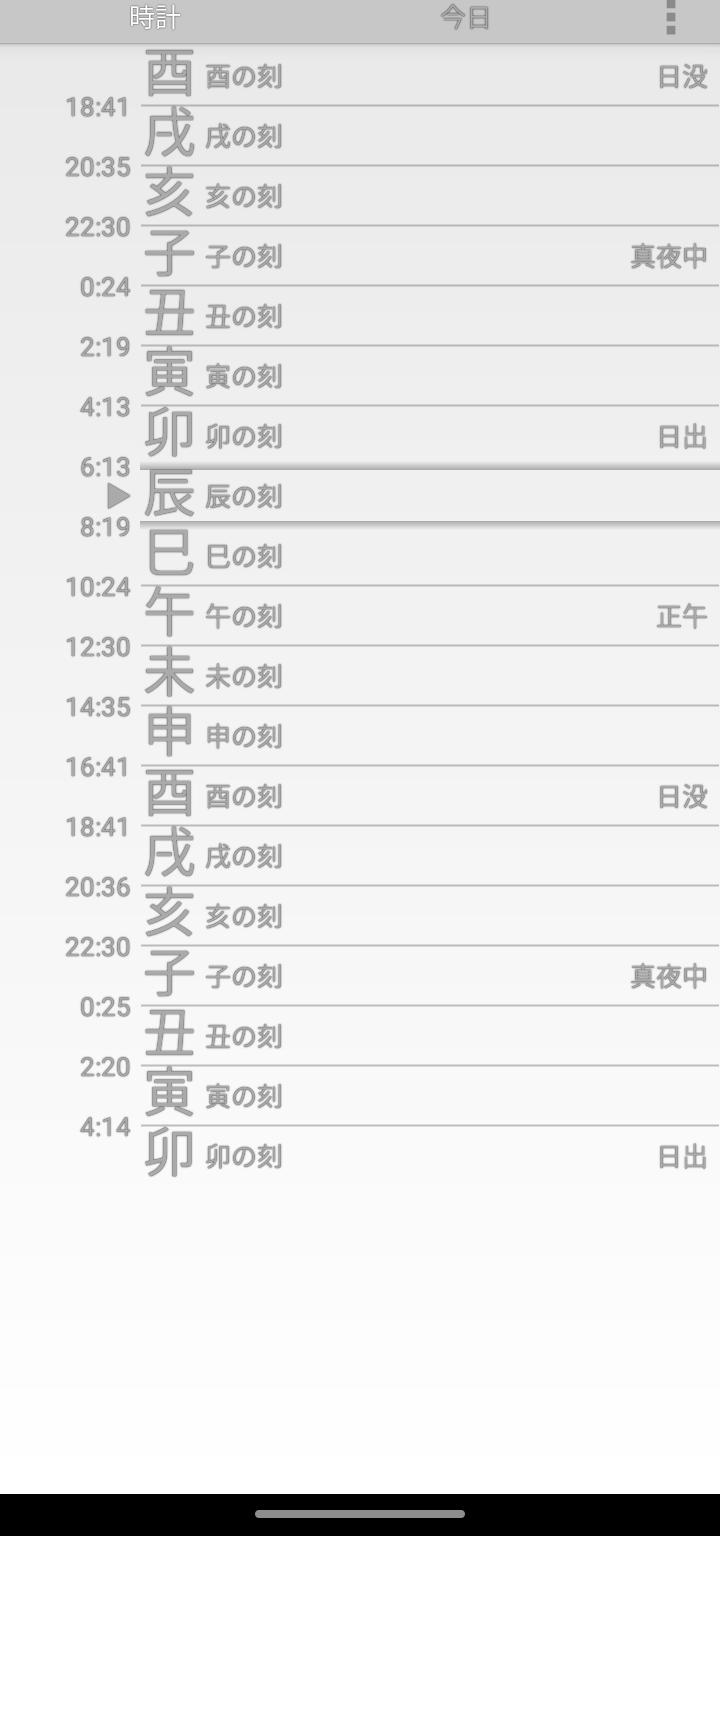 時計 今日
酉 酉の刻 日没
18:41
戌 戌の刻
20:35
亥 亥の刻
22:30
子 子の刻 真夜中
0:24
丑 丑の刻
2:19
寅 寅の刻
4:13
卯 卯の刻 日出
6:13
辰 辰の刻
8:19
巳 巳の刻
10:24
午 午の刻 正午
12:30
未 未の刻
14:35
申 申の刻
16:41
酉 酉の刻 日没
18:41
戌 戌の刻
20:36
亥 亥の刻
22:30
子 子の刻 真夜中
0:25
丑 丑の刻
2:20
寅 寅の刻
4:14
卯 卯の刻 日出